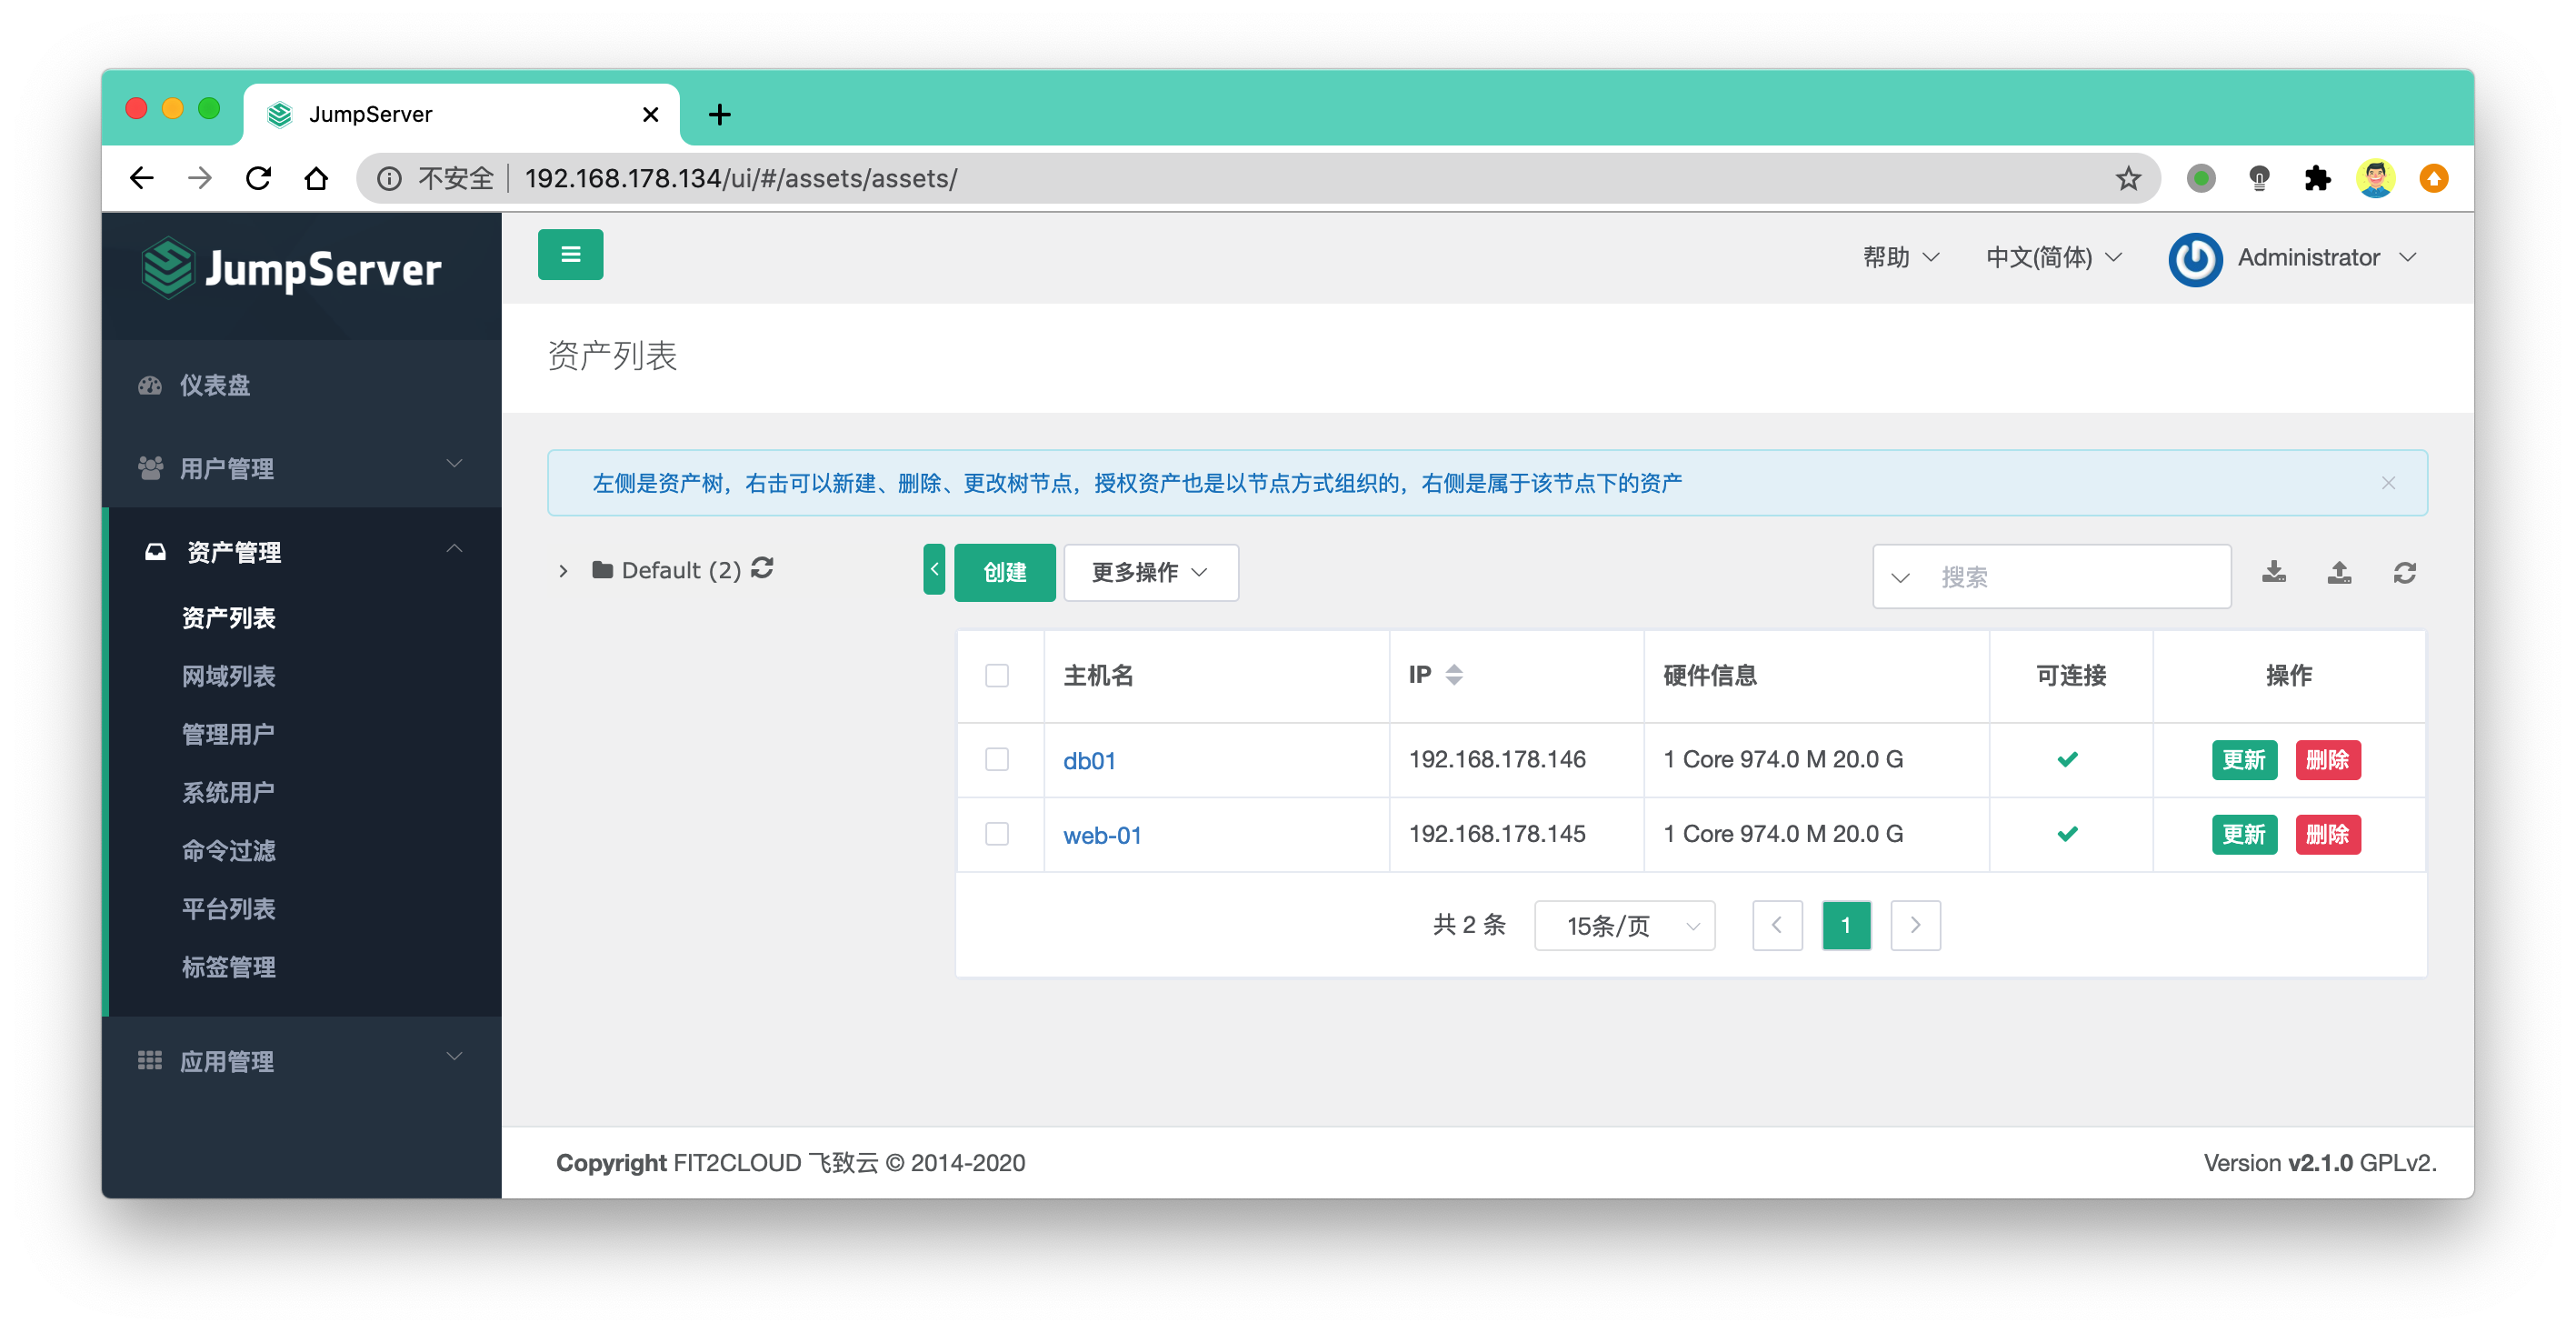 JumpServer
不安全 192.168.178.134/ui/#/assets/assets/
JumpServer
帮助 中文(简体) Administrator
仪表盘
用户管理
资产管理
资产列表
网域列表
管理用户
系统用户
命令过滤
平台列表
标签管理
应用管理
资产列表
左侧是资产树，右击可以新建、删除、更改树节点，授权资产也是以节点方式组织的，右侧是属于该节点下的资产
Default (2)
创建 更多操作 搜索
主机名 IP 硬件信息 可连接 操作
db01 192.168.178.146 1 Core 974.0 M 20.0 G 更新 删除
web-01 192.168.178.145 1 Core 974.0 M 20.0 G 更新 删除
共 2 条 15条/页 1
Copyright FIT2CLOUD 飞致云 © 2014-2020 Version v2.1.0 GPLv2.